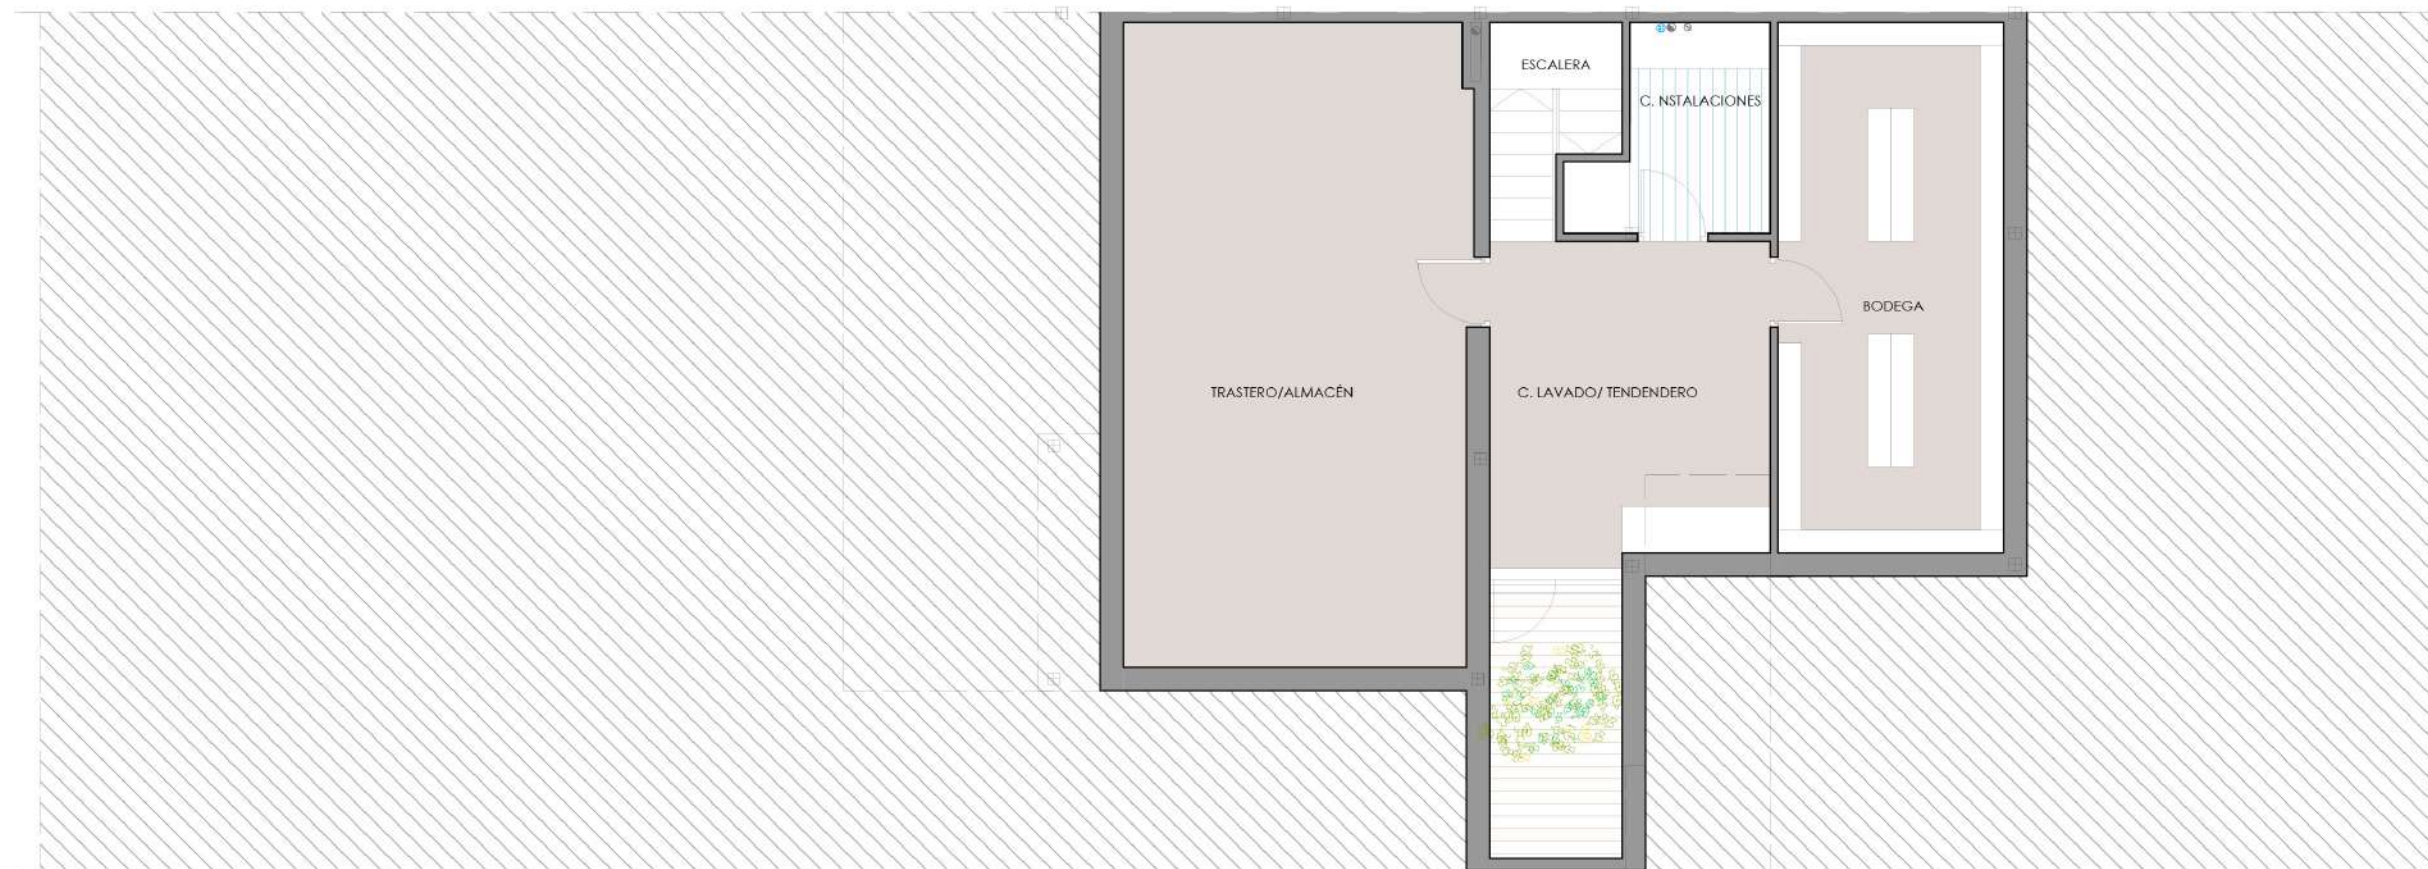 ESCALERA
C. NSTALACIONES
BODEGA
TRASTERO/ALMACÉN
C. LAVADO/ TENDENDERO